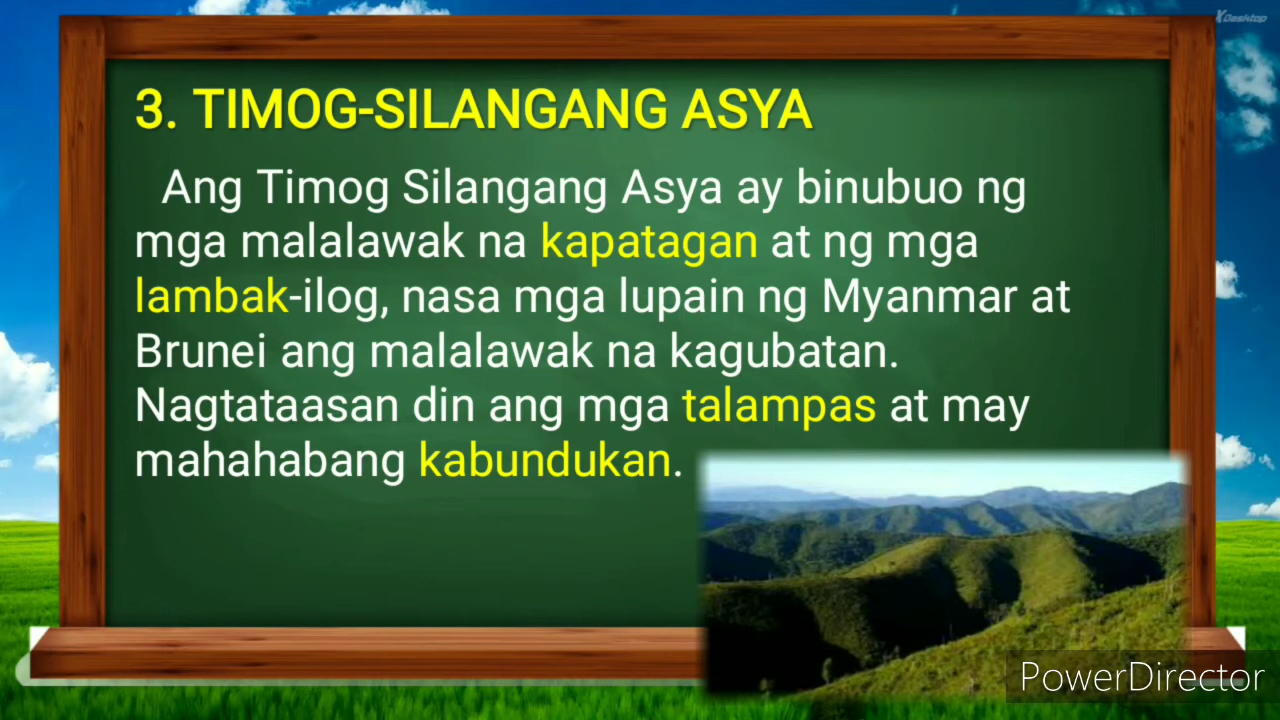 XDesktop
3. TIMOG-SILANGANG ASYA
Ang Timog Silangang Asya ay binubuo ng
mga malalawak na kapatagan at ng mga
lambak-ilog, nasa mga lupain ng Myanmar at
Brunei ang malalawak na kagubatan.
Nagtataasan din ang mga talampas at may
mahahabang kabundukan.
PowerDirector